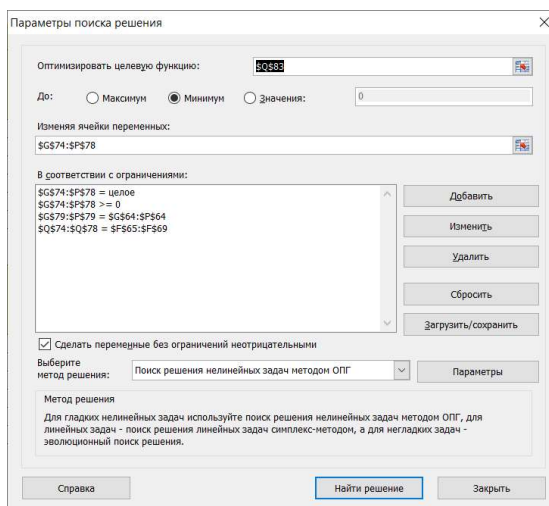 Параметры поиска решения
Оптимизировать целевую функцию:
$Q$83
До:
Максимум
Минимум
Значения:
0
Изменяя ячейки переменных:
$G$74:$P$78
В соответствии с ограничениями:
$G$74:$P$78 = целое
$G$74:$P$78 >= 0
$G$79:$P$79 = $G$64:$P$64
$Q$74:$Q$78 = $F$65:$F$69
Добавить
Изменить
Удалить
Сбросить
Загрузить/сохранить
Сделать переменные без ограничений неотрицательными
Выберите
метод решения:
Поиск решения нелинейных задач методом ОПГ
Параметры
Метод решения
Для гладких нелинейных задач используйте поиск решения нелинейных задач методом ОПГ, для
линейных задач - поиск решения линейных задач симплекс-методом, а для негладких задач -
эволюционный поиск решения.
Справка
Найти решение
Закрыть